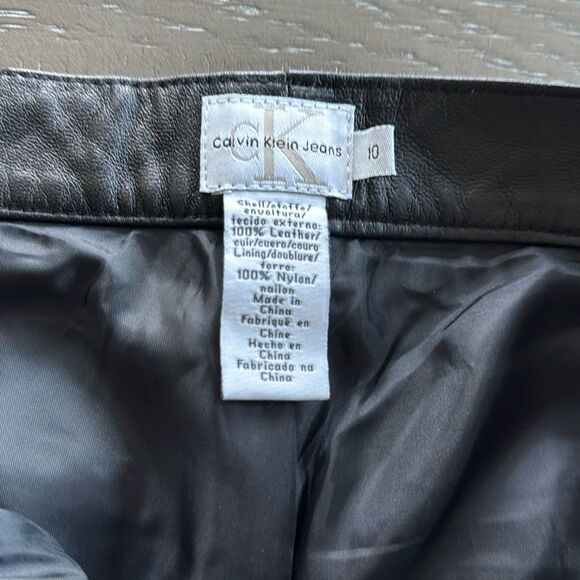 cK
Calvin Klein Jeans
10
Shell/étoffe/
envoltura/
tecido externo:
100% Leather/
cuir/cuero/couro
Lining/doublure/
forro:
100% Nylon/
nailon
Made in
China
Fabriqué en
Chine
Hecho en
China
Fabricado na
China